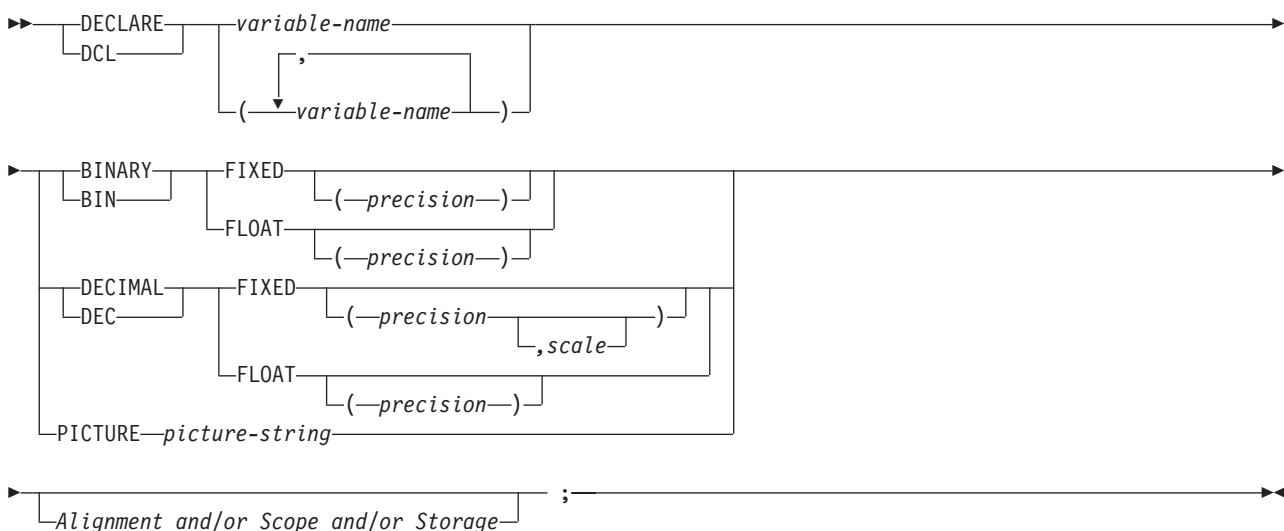 DECLARE variable-name
DCL
,
( variable-name )
BINARY FIXED
BIN ( precision )
FLOAT
( precision )
DECIMAL FIXED
DEC ( precision )
,scale
FLOAT
( precision )
PICTURE picture-string
;
Alignment and/or Scope and/or Storage